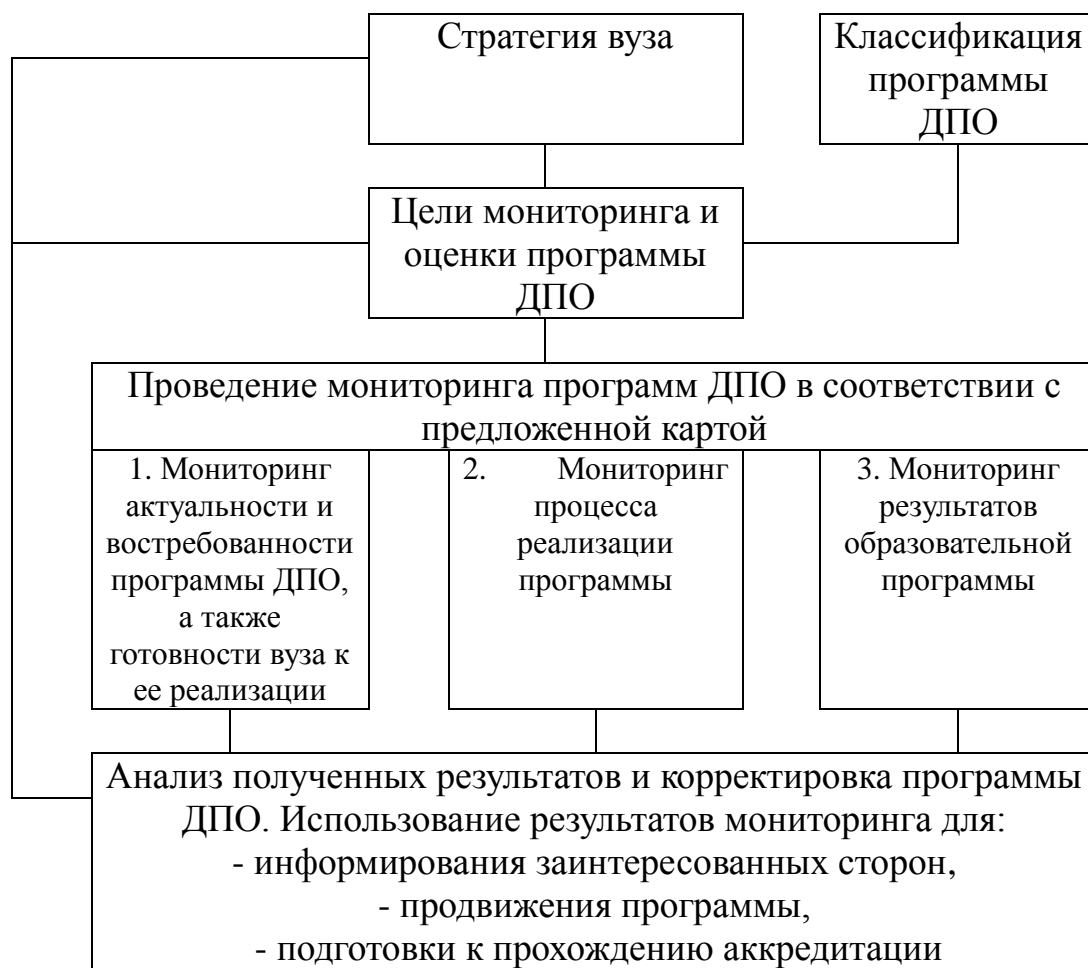 Стратегия вуза
Классификация
программы
ДПО
Цели мониторинга и
оценки программы
ДПО
Проведение мониторинга программ ДПО в соответствии с
предложенной картой
1. Мониторинг
актуальности и
востребованности
программы ДПО,
а также
готовности вуза к
ее реализации
2. Мониторинг
процесса
реализации
программы
3. Мониторинг
результатов
образовательной
программы
Анализ полученных результатов и корректировка программы
ДПО. Использование результатов мониторинга для:
- информирования заинтересованных сторон,
- продвижения программы,
- подготовки к прохождению аккредитации